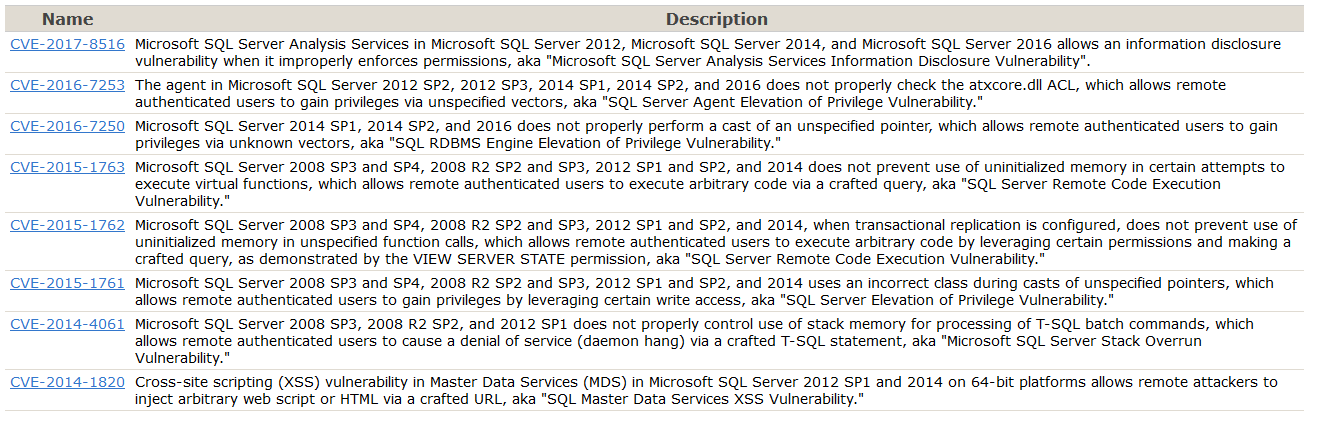 Name Description
CVE-2017-8516 Microsoft SQL Server Analysis Services in Microsoft SQL Server 2012, Microsoft SQL Server 2014, and Microsoft SQL Server 2016 allows an information disclosure
vulnerability when it improperly enforces permissions, aka "Microsoft SQL Server Analysis Services Information Disclosure Vulnerability".
CVE-2016-7253 The agent in Microsoft SQL Server 2012 SP2, 2012 SP3, 2014 SP1, 2014 SP2, and 2016 does not properly check the atxcore.dll ACL, which allows remote
authenticated users to gain privileges via unspecified vectors, aka "SQL Server Agent Elevation of Privilege Vulnerability."
CVE-2016-7250 Microsoft SQL Server 2014 SP1, 2014 SP2, and 2016 does not properly perform a cast of an unspecified pointer, which allows remote authenticated users to gain
privileges via unknown vectors, aka "SQL RDBMS Engine Elevation of Privilege Vulnerability."
CVE-2015-1763 Microsoft SQL Server 2008 SP3 and SP4, 2008 R2 SP2 and SP3, 2012 SP1 and SP2, and 2014 does not prevent use of uninitialized memory in certain attempts to
execute virtual functions, which allows remote authenticated users to execute arbitrary code via a crafted query, aka "SQL Server Remote Code Execution
Vulnerability."
CVE-2015-1762 Microsoft SQL Server 2008 SP3 and SP4, 2008 R2 SP2 and SP3, 2012 SP1 and SP2, and 2014, when transactional replication is configured, does not prevent use of
uninitialized memory in unspecified function calls, which allows remote authenticated users to execute arbitrary code by leveraging certain permissions and making a
crafted query, as demonstrated by the VIEW SERVER STATE permission, aka "SQL Server Remote Code Execution Vulnerability."
CVE-2015-1761 Microsoft SQL Server 2008 SP3 and SP4, 2008 R2 SP2 and SP3, 2012 SP1 and SP2, and 2014 uses an incorrect class during casts of unspecified pointers, which
allows remote authenticated users to gain privileges by leveraging certain write access, aka "SQL Server Elevation of Privilege Vulnerability."
CVE-2014-4061 Microsoft SQL Server 2008 SP3, 2008 R2 SP2, and 2012 SP1 does not properly control use of stack memory for processing of T-SQL batch commands, which
allows remote authenticated users to cause a denial of service (daemon hang) via a crafted T-SQL statement, aka "Microsoft SQL Server Stack Overrun
Vulnerability."
CVE-2014-1820 Cross-site scripting (XSS) vulnerability in Master Data Services (MDS) in Microsoft SQL Server 2012 SP1 and 2014 on 64-bit platforms allows remote attackers to
inject arbitrary web script or HTML via a crafted URL, aka "SQL Master Data Services XSS Vulnerability."